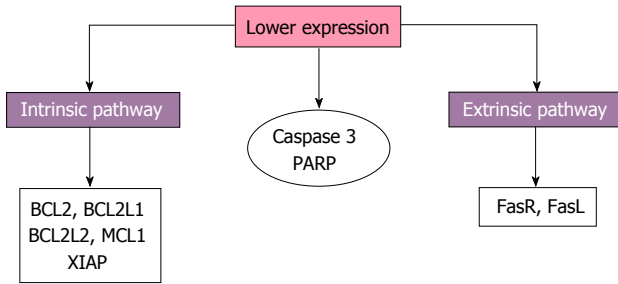 Lower expression
Intrinsic pathway
Extrinsic pathway
Caspase 3
PARP
BCL2, BCL2L1
BCL2L2, MCL1
XIAP
FasR, FasL